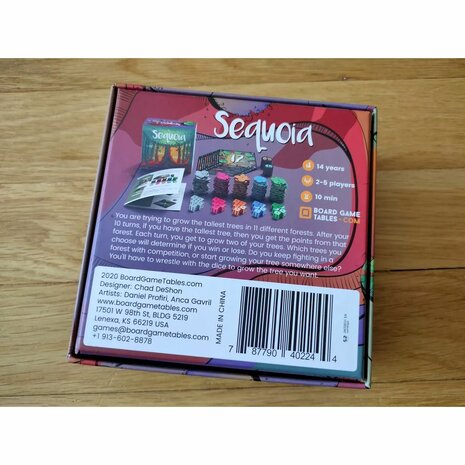 Sequoia
14 years
2-5 players
10 min
BOARD GAME
TABLES.COM
You are trying to grow the tallest trees in 11 different forests. After your
10 turns, if you have the tallest tree, then you get the points from that
forest. Each turn, you get to grow two of your trees. Which trees you
choose will determine if you win or lose. Do you keep fighting in a
forest with competition, or start growing your tree somewhere else?
You'll have to wrestle with the dice to grow the tree you want.
2020 BoardGameTables.com
Designer: Chad DeShon
Artists: Daniel Profiri, Anca Gavril
17501 W 98th St, BLDG 5219
Lenexa, KS 66219 USA
games@boardgametables.com
+1 913-602-8878
MADE IN CHINA
7 87790 40224 4
Sequoia